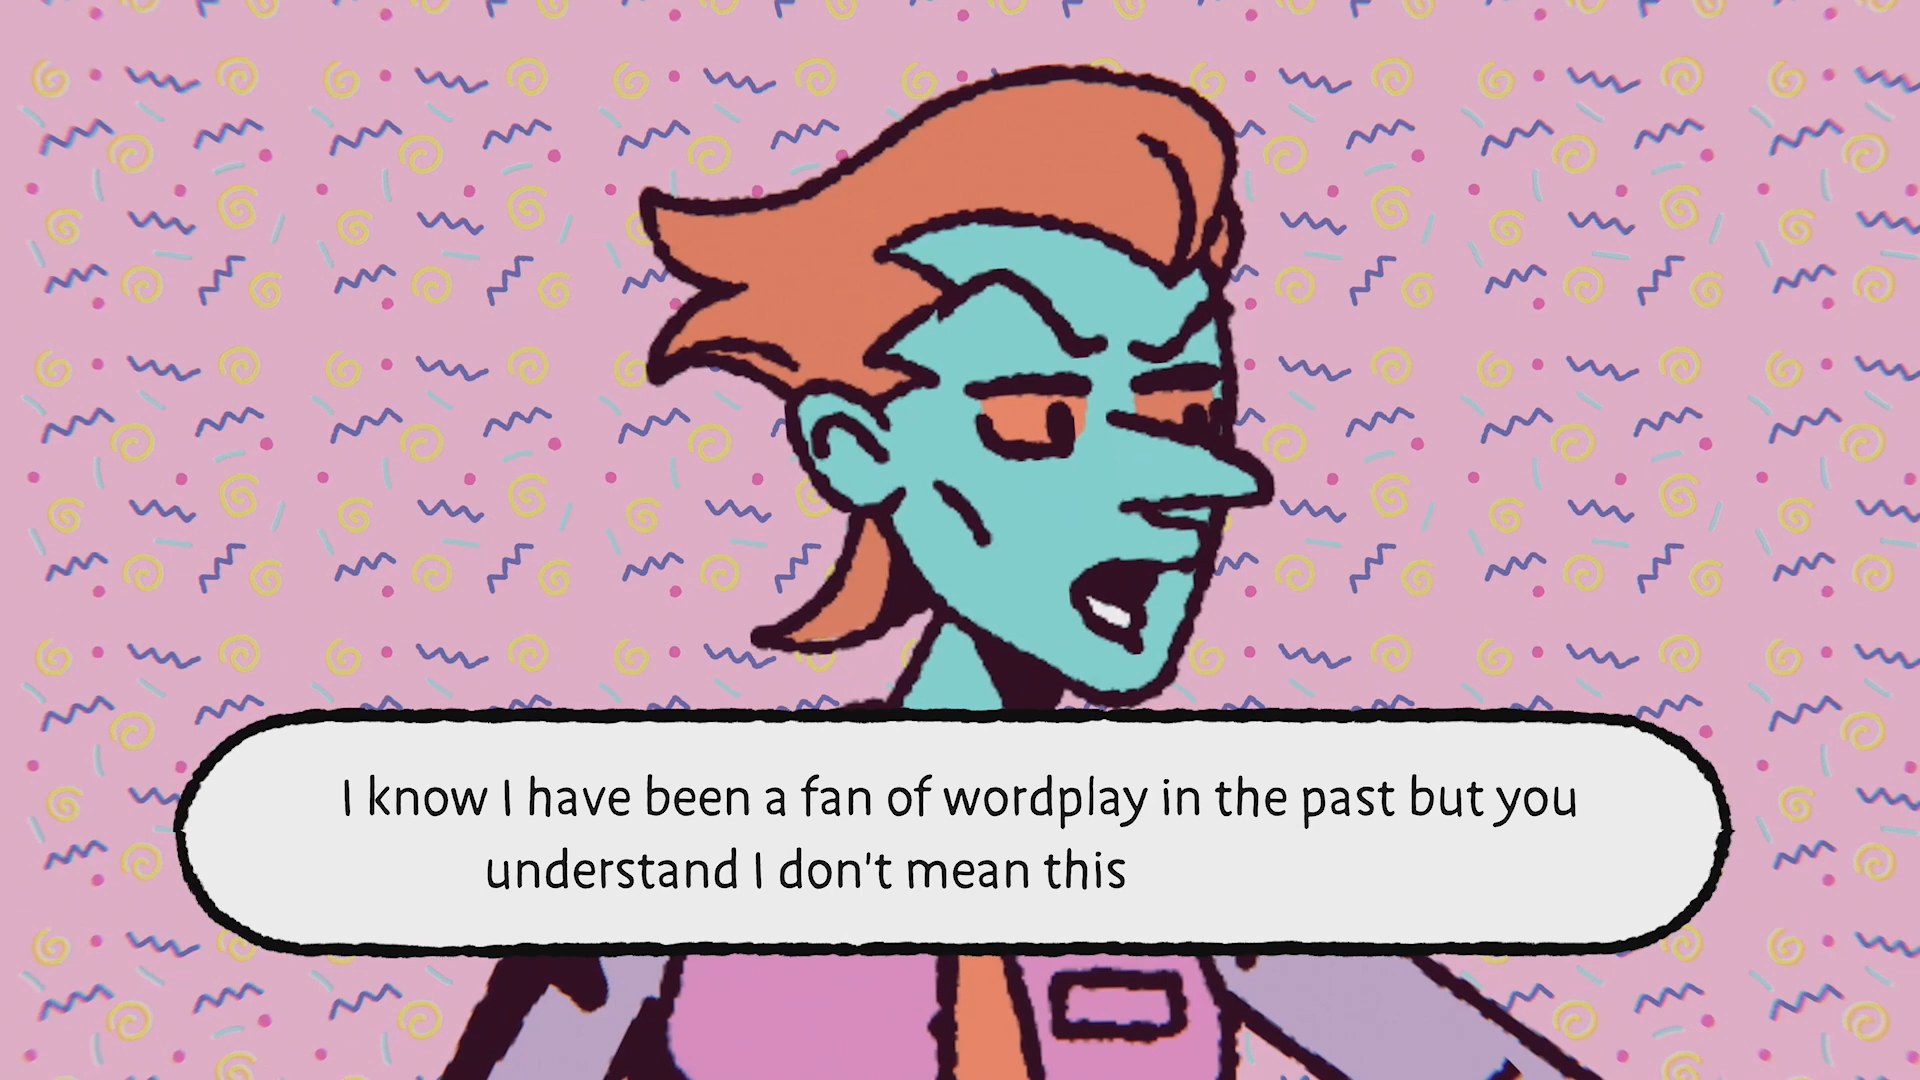 I know I have been a fan of wordplay in the past but you
understand I don't mean this